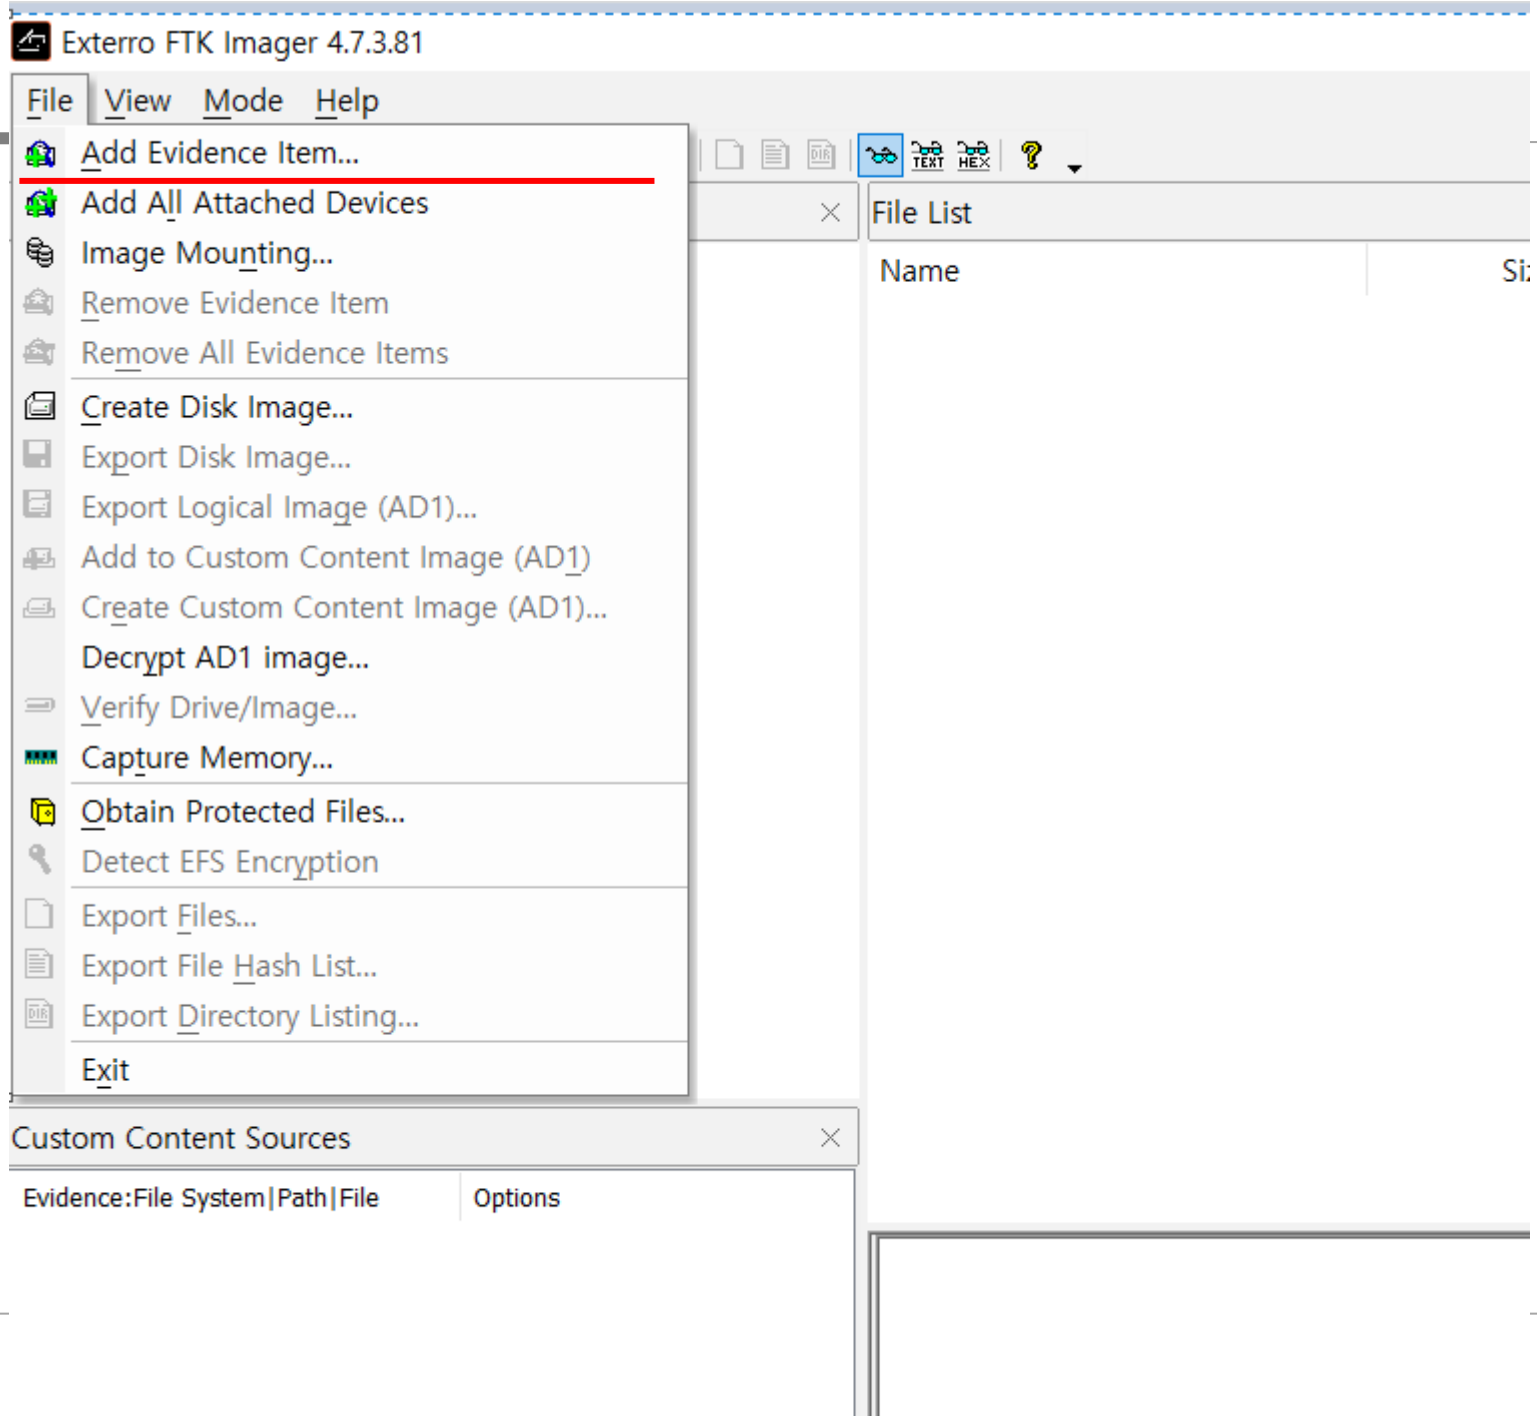 Exterro FTK Imager 4.7.3.81
File View Mode Help
Add Evidence Item...
TEXT HEX ?
DIR
Add All Attached Devices
File List
Image Mounting...
Name
Remove Evidence Item
Remove All Evidence Items
Create Disk Image...
Export Disk Image...
Export Logical Image (AD1)...
Add to Custom Content Image (AD1)
Create Custom Content Image (AD1)...
Decrypt AD1 image...
Verify Drive/Image...
Capture Memory...
Obtain Protected Files...
Detect EFS Encryption
Export Files...
Export File Hash List...
DIR
Export Directory Listing...
Exit
Custom Content Sources
Evidence:File System|Path|File Options